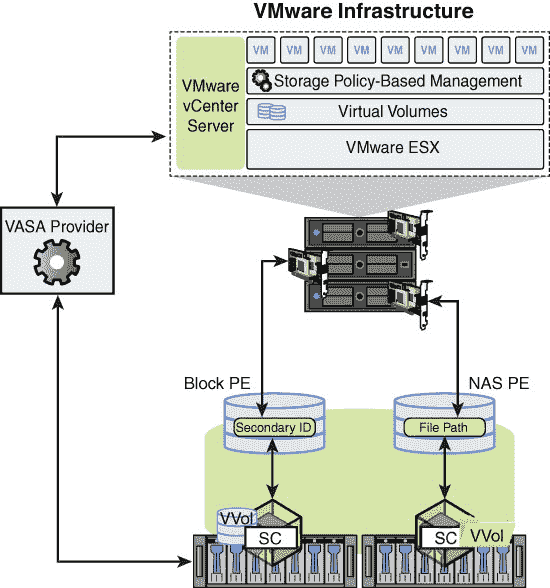 VMware Infrastructure
VM VM VM VM VM VM VM VM VM
VMware
vCenter
Server
Storage Policy-Based Management
Virtual Volumes
VMware ESX
VASA Provider
Block PE
NAS PE
Secondary ID
File Path
VVol
SC
SC
VVol